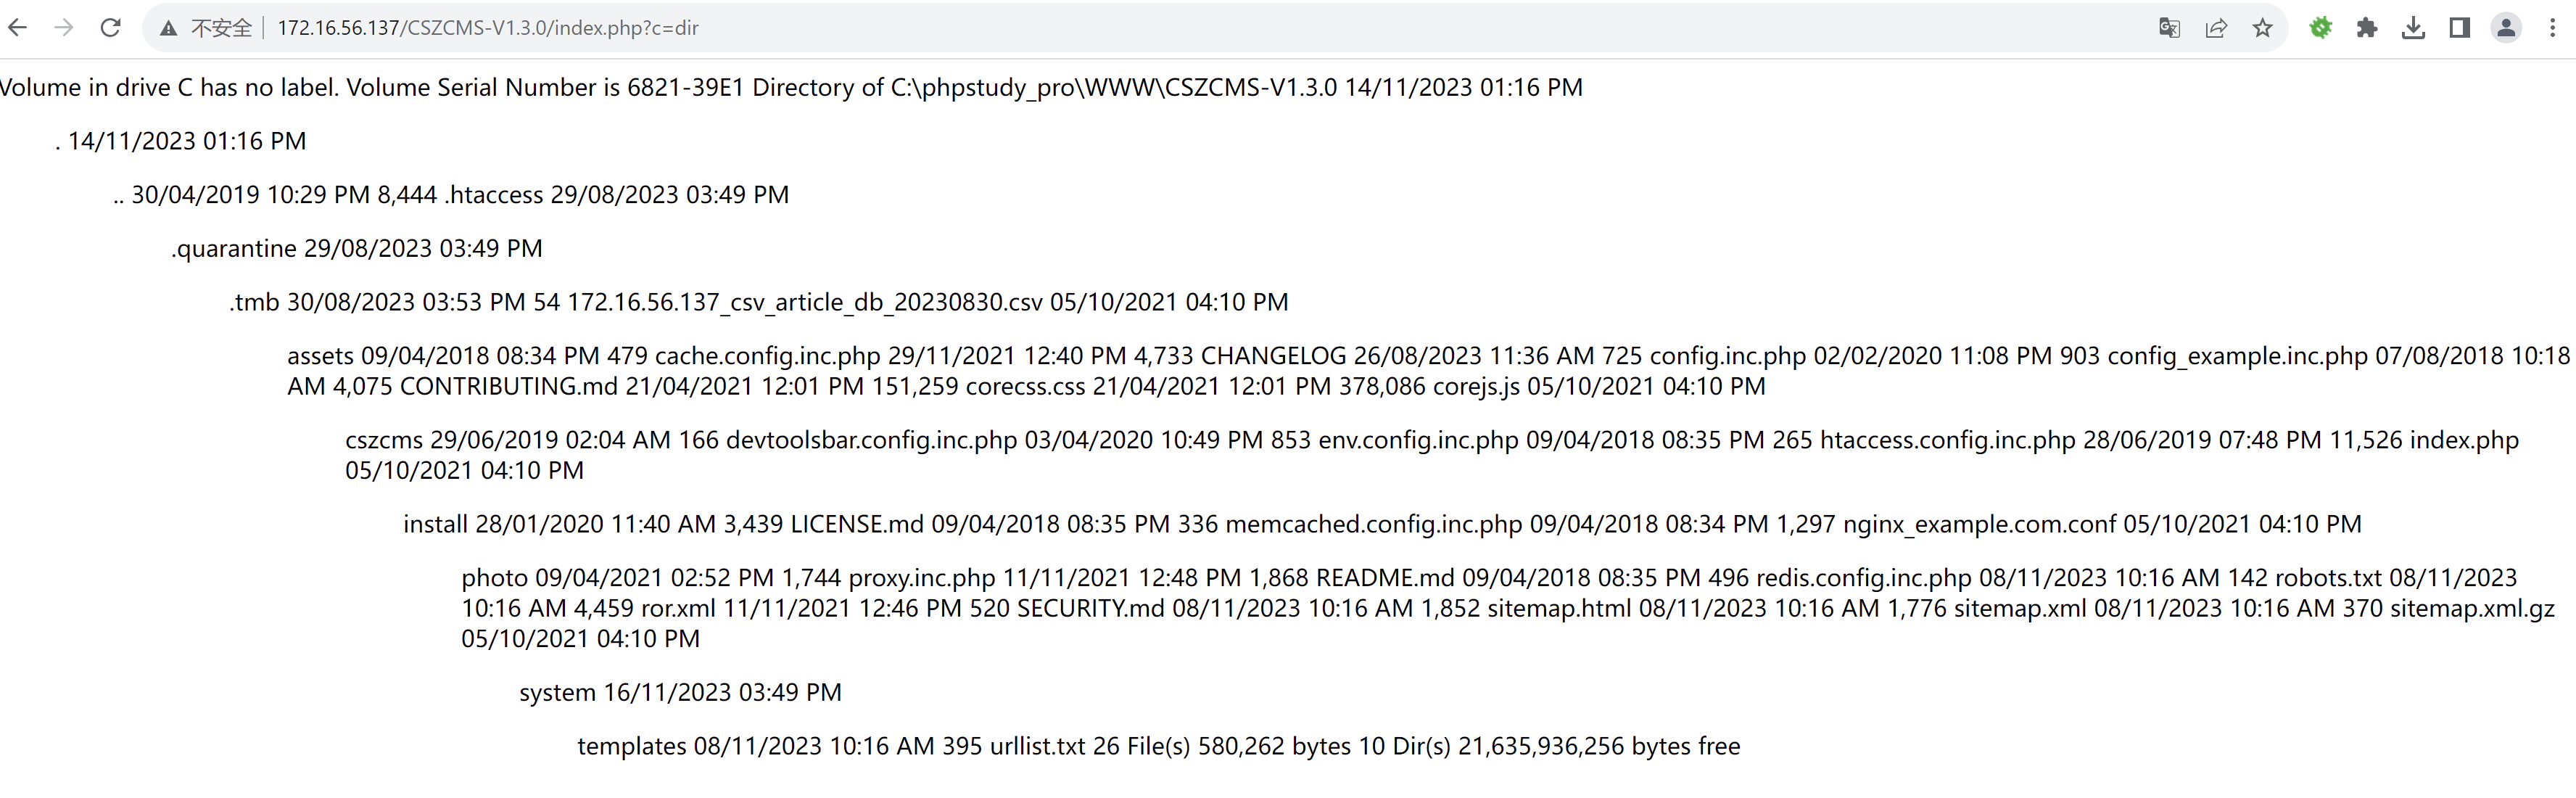 不安全 172.16.56.137/CSZCMS-V1.3.0/index.php?c=dir
Volume in drive C has no label. Volume Serial Number is 6821-39E1 Directory of C:\phpstudy_pro\WWW\CSZCMS-V1.3.0 14/11/2023 01:16 PM
. 14/11/2023 01:16 PM
.. 30/04/2019 10:29 PM 8,444 .htaccess 29/08/2023 03:49 PM
.quarantine 29/08/2023 03:49 PM
.tmb 30/08/2023 03:53 PM 54 172.16.56.137_csv_article_db_20230830.csv 05/10/2021 04:10 PM
assets 09/04/2018 08:34 PM 479 cache.config.inc.php 29/11/2021 12:40 PM 4,733 CHANGELOG 26/08/2023 11:36 AM 725 config.inc.php 02/02/2020 11:08 PM 903 config_example.inc.php 07/08/2018 10:18
AM 4,075 CONTRIBUTING.md 21/04/2021 12:01 PM 151,259 corecss.css 21/04/2021 12:01 PM 378,086 corejs.js 05/10/2021 04:10 PM
cszcms 29/06/2019 02:04 AM 166 devtoolsbar.config.inc.php 03/04/2020 10:49 PM 853 env.config.inc.php 09/04/2018 08:35 PM 265 htaccess.config.inc.php 28/06/2019 07:48 PM 11,526 index.php
05/10/2021 04:10 PM
install 28/01/2020 11:40 AM 3,439 LICENSE.md 09/04/2018 08:35 PM 336 memcached.config.inc.php 09/04/2018 08:34 PM 1,297 nginx_example.com.conf 05/10/2021 04:10 PM
photo 09/04/2021 02:52 PM 1,744 proxy.inc.php 11/11/2021 12:48 PM 1,868 README.md 09/04/2018 08:35 PM 496 redis.config.inc.php 08/11/2023 10:16 AM 142 robots.txt 08/11/2023
10:16 AM 4,459 ror.xml 11/11/2021 12:46 PM 520 SECURITY.md 08/11/2023 10:16 AM 1,852 sitemap.html 08/11/2023 10:16 AM 1,776 sitemap.xml 08/11/2023 10:16 AM 370 sitemap.xml.gz
05/10/2021 04:10 PM
system 16/11/2023 03:49 PM
templates 08/11/2023 10:16 AM 395 urllist.txt 26 File(s) 580,262 bytes 10 Dir(s) 21,635,936,256 bytes free